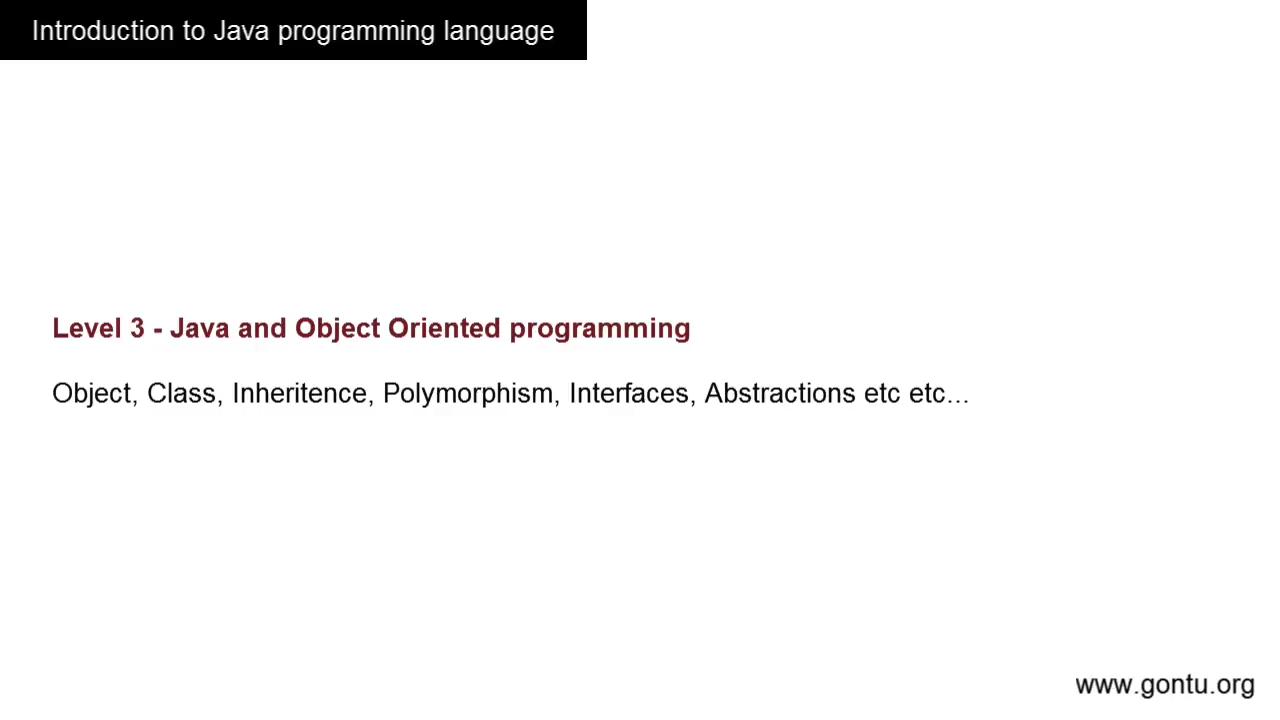 Introduction to Java programming language
Level 3 - Java and Object Oriented programming
Object, Class, Inheritence, Polymorphism, Interfaces, Abstractions etc etc...
www.gontu.org